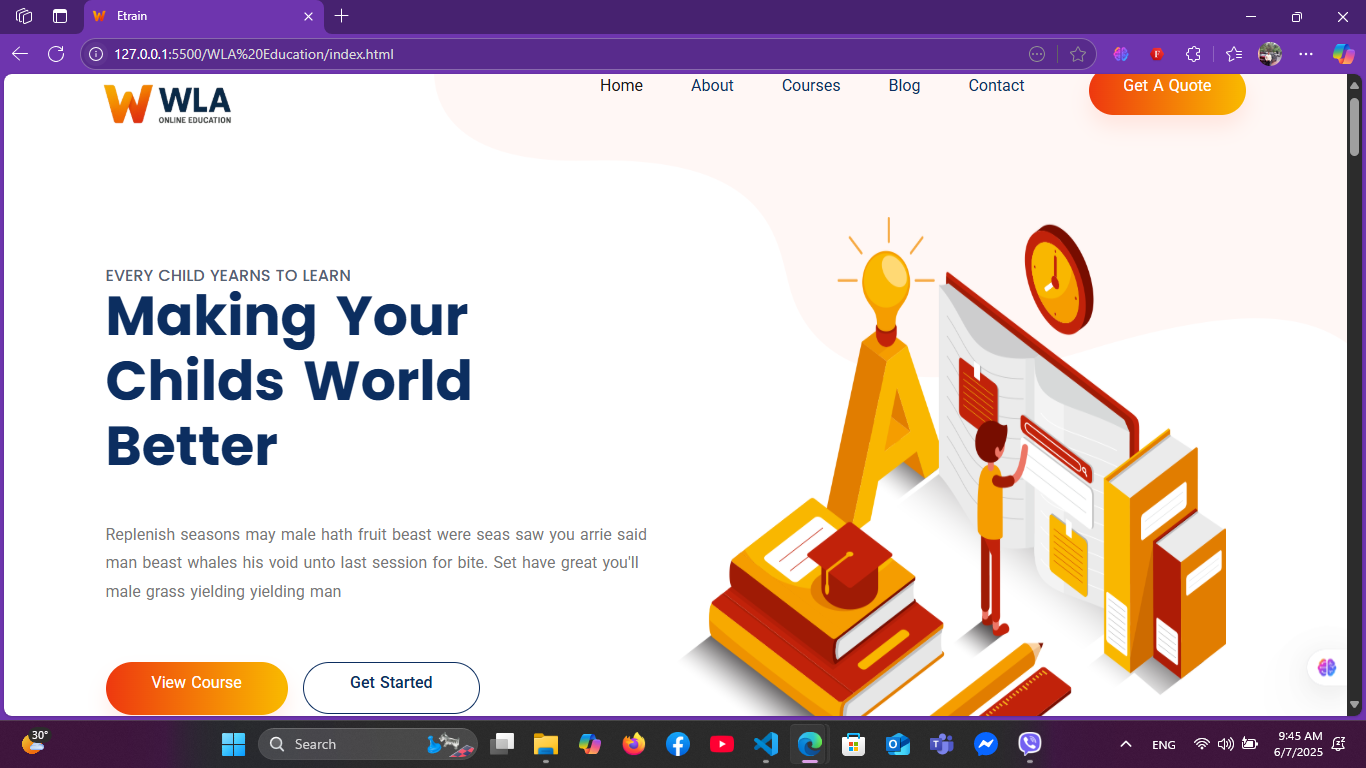 Etrain
127.0.0.1:5500/WLA%20Education/index.html
WLA
ONLINE EDUCATION
Home About Courses Blog Contact Get A Quote
EVERY CHILD YEARNS TO LEARN
Making Your
Childs World
Better
Replenish seasons may male hath fruit beast were seas saw you arrie said
man beast whales his void unto last session for bite. Set have great you'll
male grass yielding yielding man
View Course Get Started
30°
Search
ENG
9:45 AM
6/7/2025